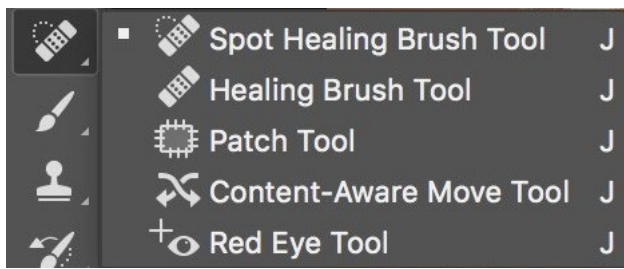 Spot Healing Brush Tool J
Healing Brush Tool J
Patch Tool J
Content-Aware Move Tool J
Red Eye Tool J